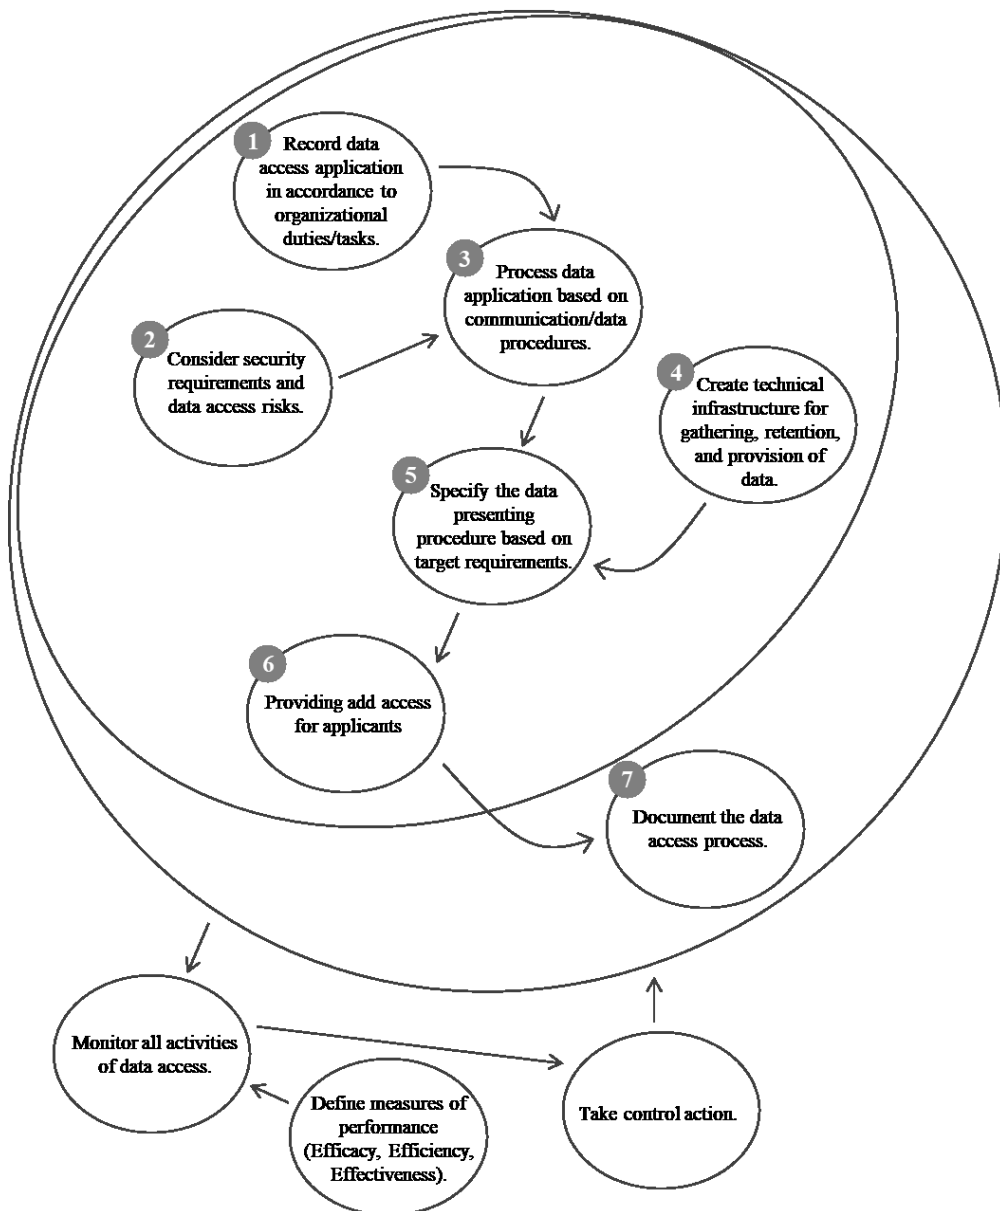 1
Record data
access application
in accordance to
organizational
duties/tasks.
3
Process data
application based on
communication/data
procedures.
2
Consider security
requirements and
data access risks.
4
Create technical
infrastructure for
gathering, retention,
and provision of
data.
5
Specify the data
presenting
procedure based on
target requirements.
6
Providing add access
for applicants
7
Document the data
access process.
Monitor all activities
of data access.
Define measures of
performance
(Efficacy, Efficiency,
Effectiveness).
Take control action.